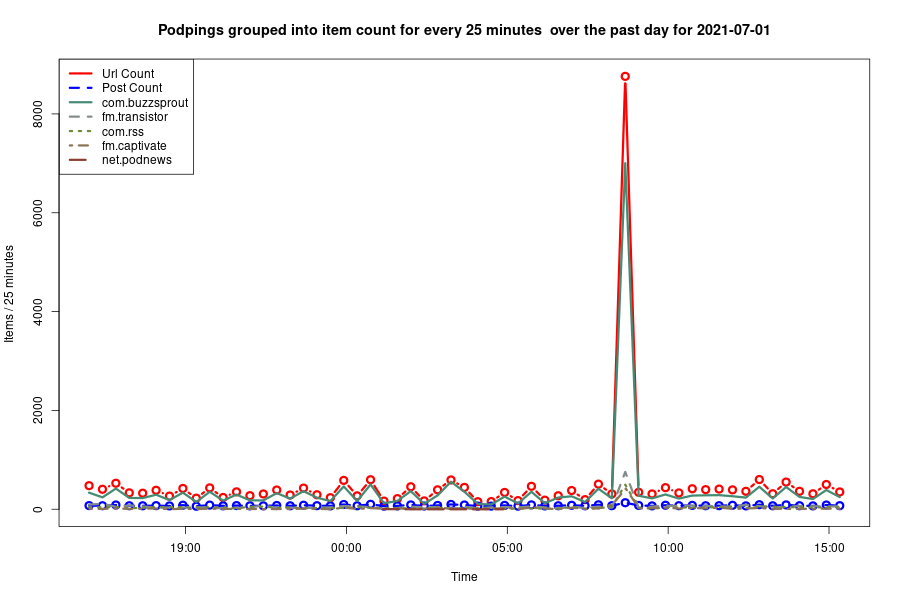 Podpings grouped into item count for every 25 minutes  over the past day for 2021-07-01
Url Count
Post Count
com.buzzsprout
fm.transistor
com.rss
fm.captivate
net.podnews
Items / 25 minutes
8000
6000
4000
2000
0
19:00 00:00 05:00 10:00 15:00
Time